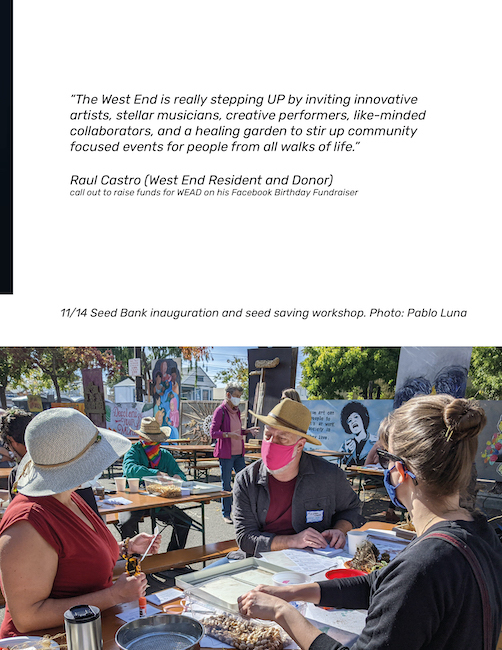 “The West End is really stepping UP by inviting innovative
artists, stellar musicians, creative performers, like-minded
collaborators, and a healing garden to stir up community
focused events for people from all walks of life.”
Raul Castro (West End Resident and Donor)
call out to raise funds for WEAD on his Facebook Birthday Fundraiser
11/14 Seed Bank inauguration and seed saving workshop. Photo: Pablo Luna